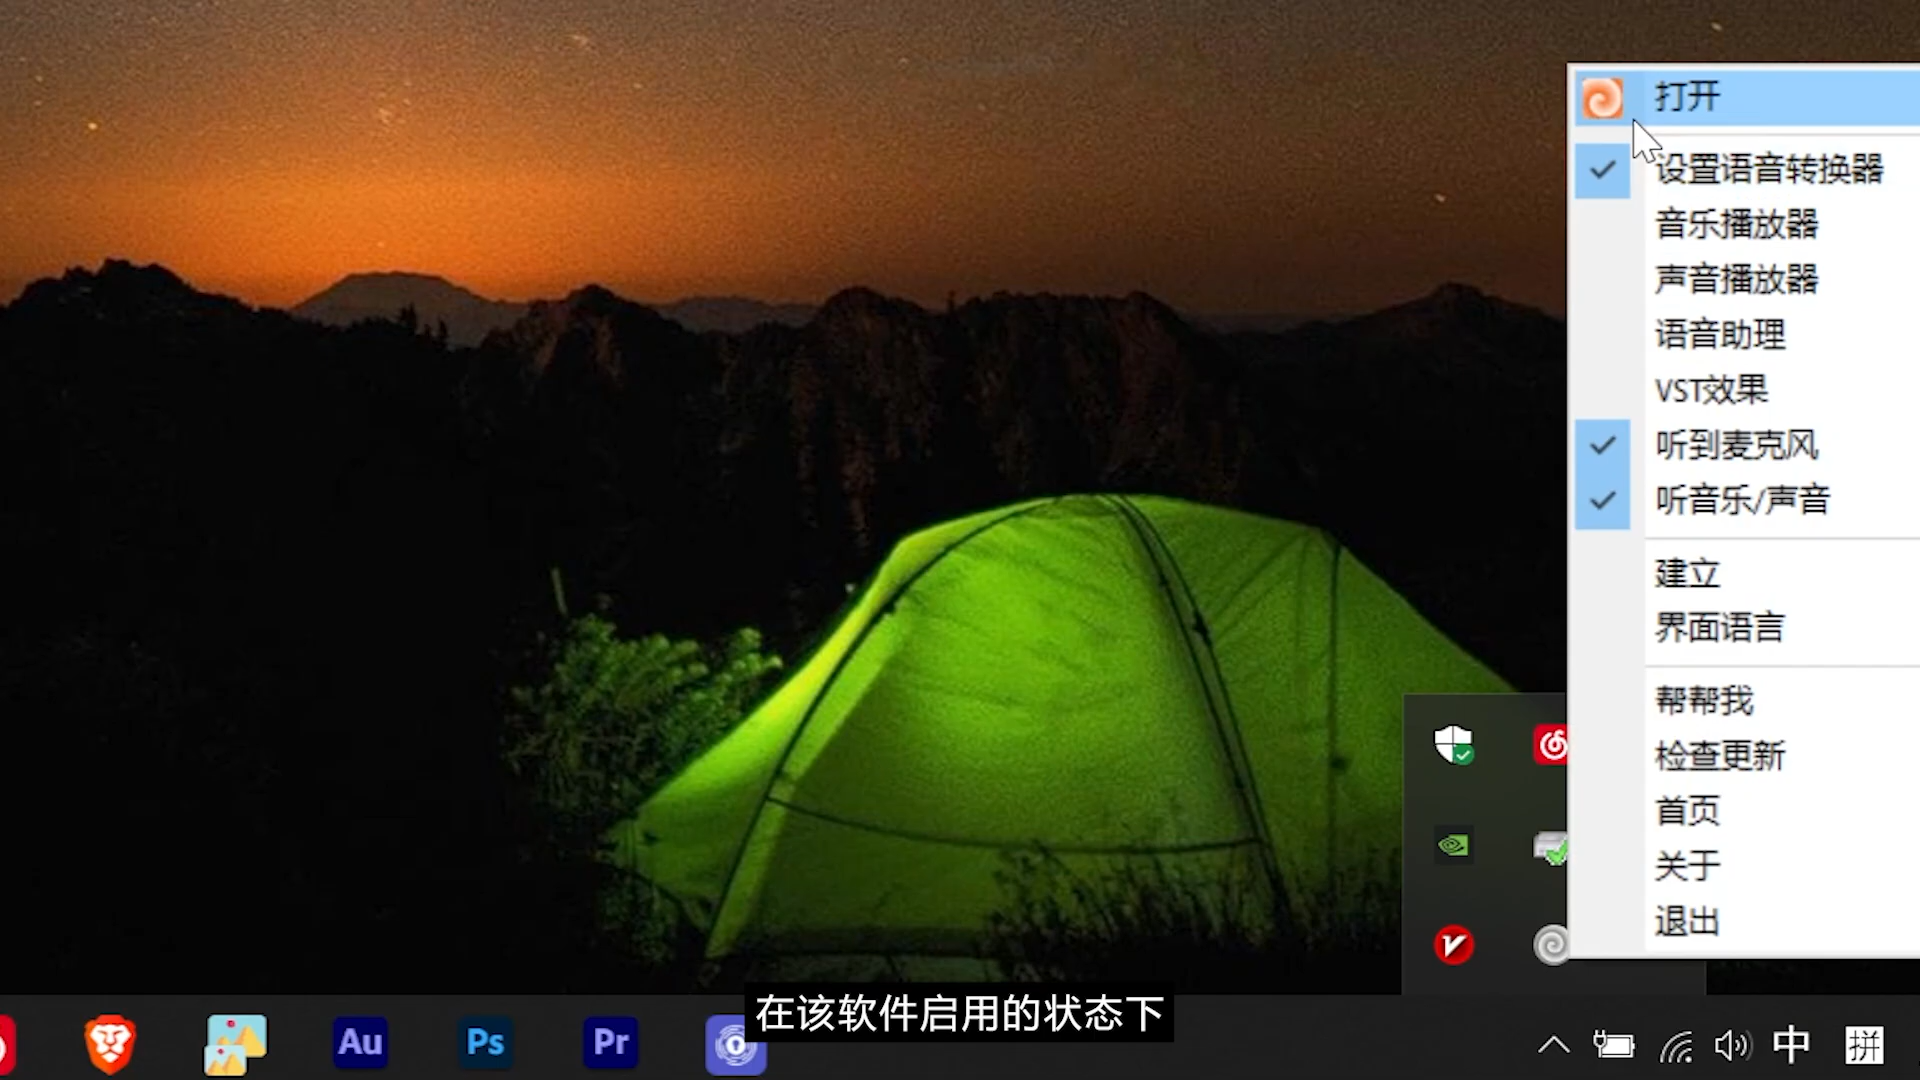 打开
设置语音转换器
音乐播放器
声音播放器
语音助理
VST效果
听到麦克风
听音乐/声音
建立
界面语言
帮帮我
检查更新
首页
关于
退出
在该软件启用的状态下
Au
Ps
Pr
中
拼